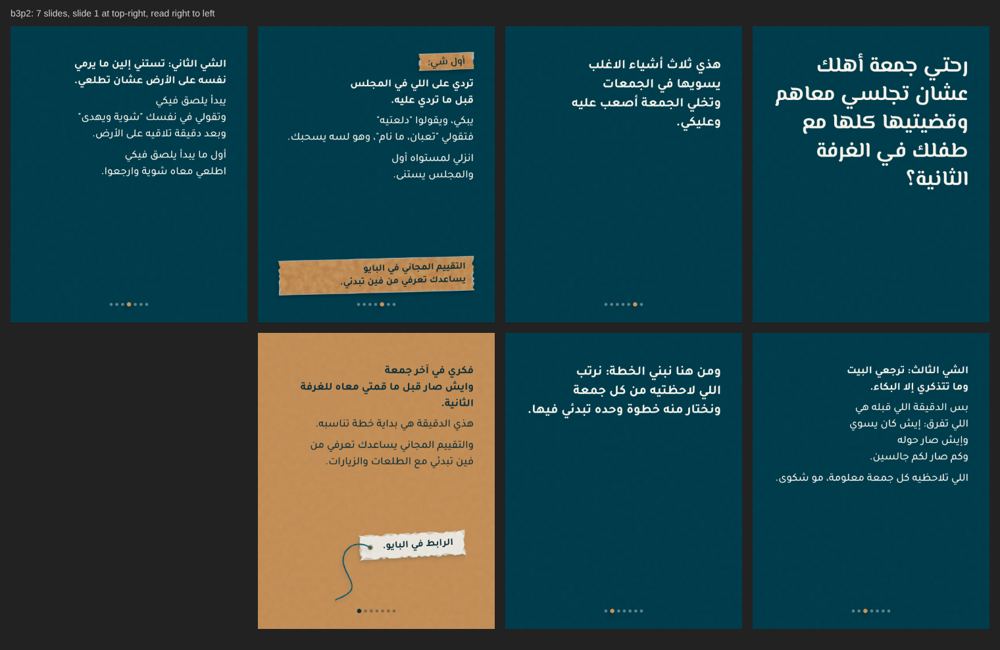 b3p2: 7 slides, slide 1 at top-right, read right to left
رحتي جمعة أهلك
عشان تجلسي معاهم
وقضيتيها كلها مع
طفلك في الغرفة
الثانية؟
هذي ثلاث أشياء الاغلب
يسويها في الجمعات
وتخلي الجمعة أصعب عليه
وعليكي.
أول شي:
تردي على اللي في المجلس
قبل ما تردي عليه.
يبكي، ويقولوا "دلعتيه"
فتقولي "تعبان، ما نام"، وهو لسه يسحبك.
انزلي لمستواه أول
والمجلس يستنى.
التقييم المجاني في البايو
يساعدك تعرفي من فين تبدئي.
الشي الثاني: تستني إلين ما يرمي
نفسه على الأرض عشان تطلعي.
يبدأ يلصق فيكي
وتقولي في نفسك "شوية ويهدى"
وبعد دقيقة تلاقيه على الأرض.
أول ما يبدأ يلصق فيكي
اطلعي معاه شوية وارجعوا.
الشي الثالث: ترجعي البيت
وما تتذكري إلا البكاء.
بس الدقيقة اللي قبله هي
اللي تفرق: إيش كان يسوي
وإيش صار حوله
وكم صار لكم جالسين.
اللي تلاحظيه كل جمعة معلومة، مو شكوى.
ومن هنا نبني الخطة: نرتب
اللي لاحظتيه من كل جمعة
ونختار منه خطوة وحده تبدئي فيها.
فكري في آخر جمعة
وايش صار قبل ما قمتي معاه للغرفة
الثانية.
هذي الدقيقة هي بداية خطة تناسبه.
والتقييم المجاني يساعدك تعرفي من
فين تبدئي مع الطلعات والزيارات.
الرابط في البايو.